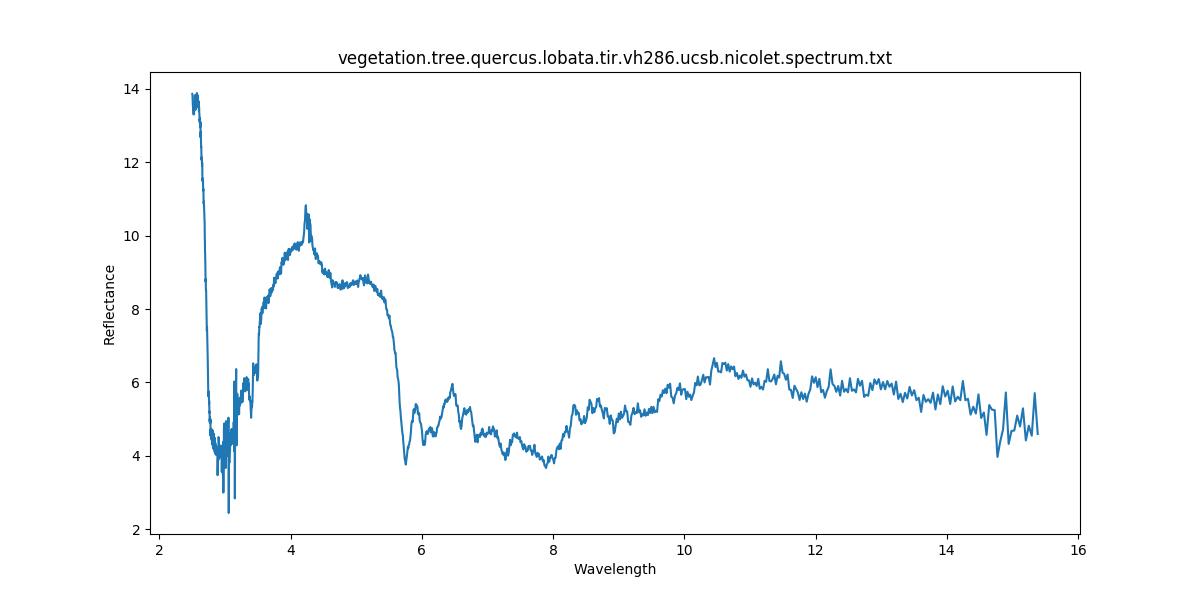 vegetation.tree.quercus.lobata.tir.vh286.ucsb.nicolet.spectrum.txt
14
12
10
8
6
4
2
Reflectance
2 4 6 8 10 12 14 16
Wavelength